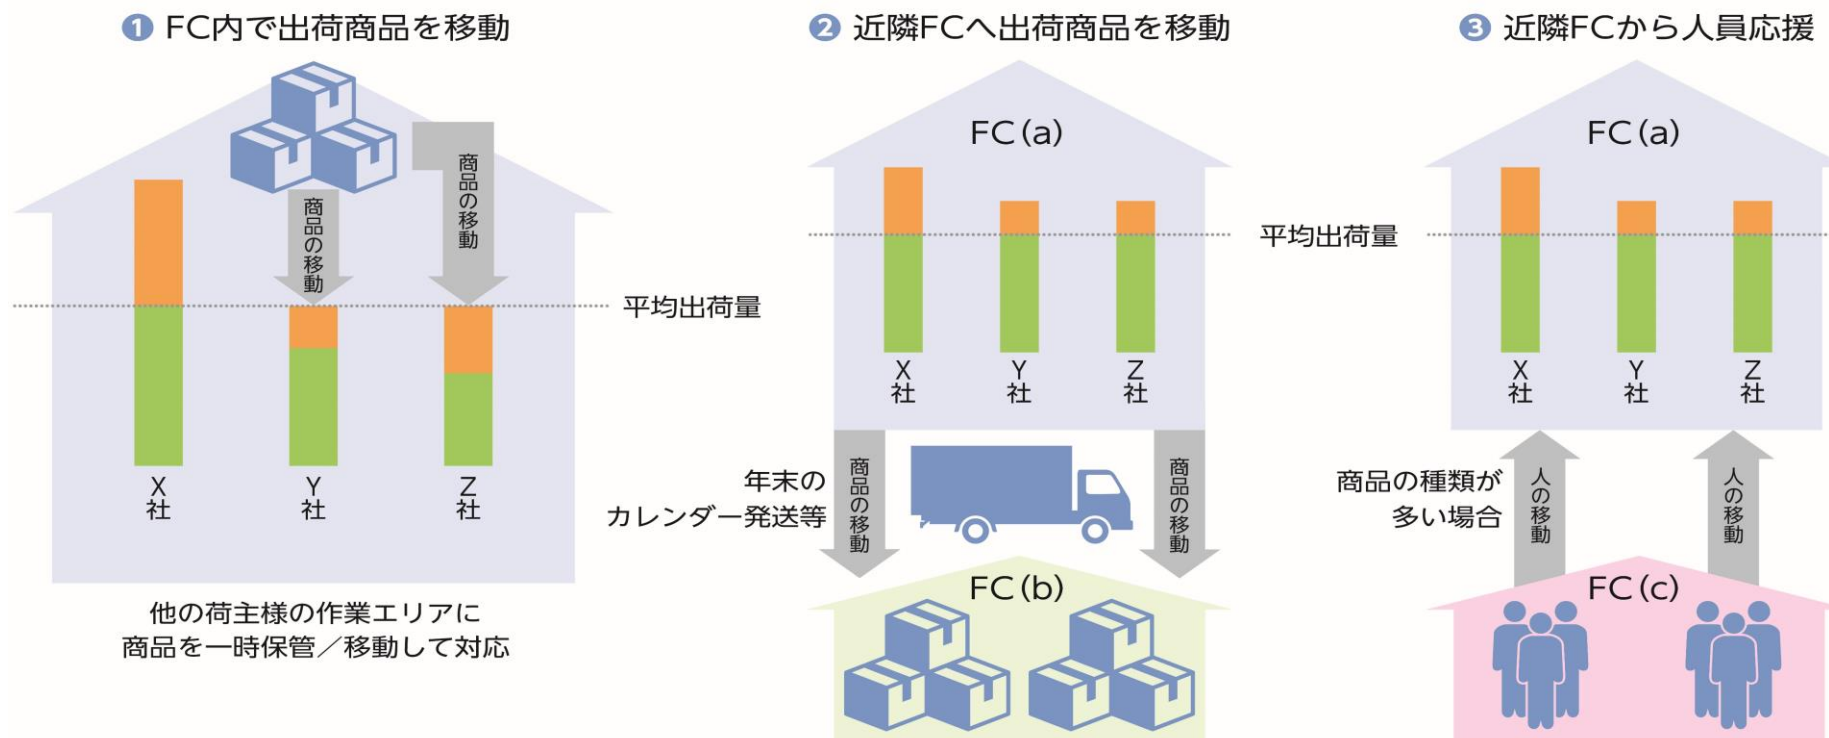 ❶ FC内で出荷商品を移動
商品の移動
商品の移動
平均出荷量
X社
Y社
Z社
他の荷主様の作業エリアに
商品を一時保管／移動して対応
❷ 近隣FCへ出荷商品を移動
FC(a)
平均出荷量
X社
Y社
Z社
商品の移動
年末の
カレンダー発送等
商品の移動
FC(b)
❸ 近隣FCから人員応援
FC(a)
X社
Y社
Z社
商品の種類が
多い場合
人の移動
人の移動
FC(c)